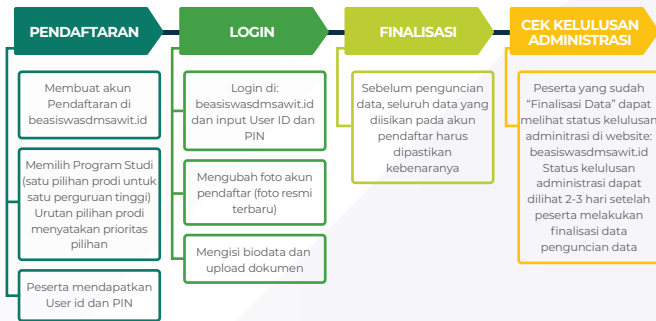 PENDAFTARAN
Membuat akun
Pendaftaran di
beasiswasdmsawit.id
Memilih Program Studi
(satu pilihan prodi untuk
satu perguruan tinggi)
Urutan pilihan prodi
menyatakan prioritas
pilihan
Peserta mendapatkan
User id dan PIN
LOGIN
Login di:
beasiswasdmsawit.id
dan input User ID dan
PIN
Mengubah foto akun
pendaftar (foto resmi
terbaru)
Mengisi biodata dan
upload dokumen
FINALISASI
Sebelum penguncian
data, seluruh data yang
diisikan pada akun
pendaftar harus
dipastikan
kebenaranya
CEK KELULUSAN
ADMINISTRASI
Peserta yang sudah
“Finalisasi Data” dapat
melihat status kelulusan
adminitrasi di website:
beasiswasdmsawit.id
Status kelulusan
administrasi dapat
dilihat 2-3 hari setelah
peserta melakukan
finalisasi data
penguncian data